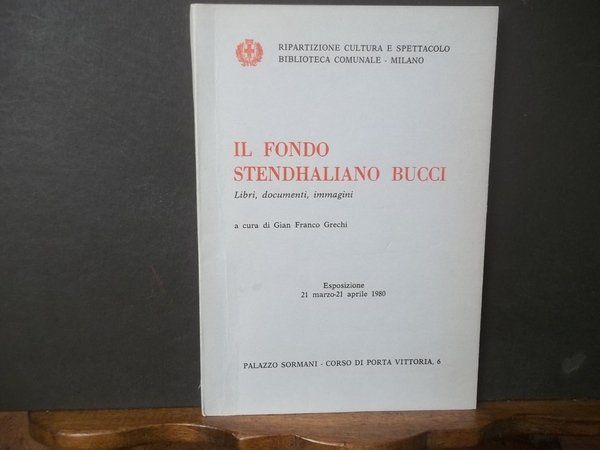 RIPARTIZIONE CULTURA E SPETTACOLO
BIBLIOTECA COMUNALE - MILANO
IL FONDO
STENDHALIANO BUCCI
Libri, documenti, immagini
a cura di Gian Franco Grechi
Esposizione
21 marzo-21 aprile 1980
PALAZZO SORMANI - CORSO DI PORTA VITTORIA, 6